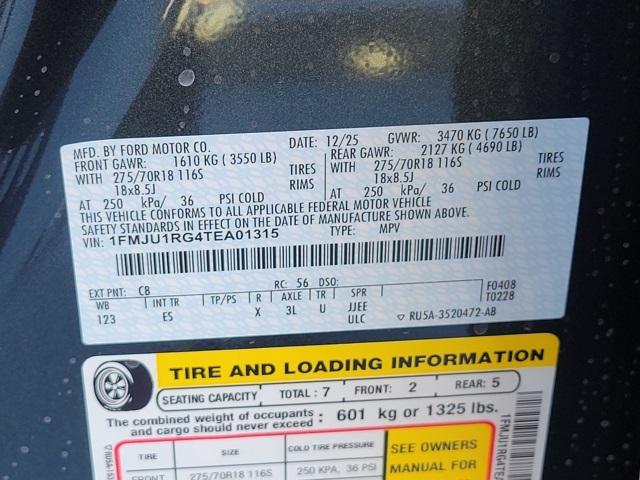 MFD. BY FORD MOTOR CO. DATE: 12/25 GVWR: 3470 KG ( 7650 LB)
FRONT GAWR: 1610 KG ( 3550 LB) REAR GAWR: 2127 KG ( 4690 LB)
WITH 275/70R18 116S TIRES WITH 275/70R18 116S TIRES
18x8.5J RIMS 18x8.5J RIMS
AT 250 kPa/ 36 PSI COLD AT 250 kPa/ 36 PSI COLD
THIS VEHICLE CONFORMS TO ALL APPLICABLE FEDERAL MOTOR VEHICLE
SAFETY STANDARDS IN EFFECT ON THE DATE OF MANUFACTURE SHOWN ABOVE.
VIN: 1FMJU1RG4TEA01315 TYPE: MPV
EXT PNT: C8 RC: 56 DSO: F0408
WB INT TR TP/PS R AXLE TR SPR T0228
123 ES X 3L U JJEE
ULC ▽ RU5A-3520472-AB
TIRE AND LOADING INFORMATION
SEATING CAPACITY TOTAL : 7 FRONT: 2 REAR: 5
The combined weight of occupants
and cargo should never exceed : 601 kg or 1325 lbs.
TIRE SIZE COLD TIRE PRESSURE SEE OWNERS
MANUAL FOR
FRONT 275/70R18 116S 250 KPA, 36 PSI